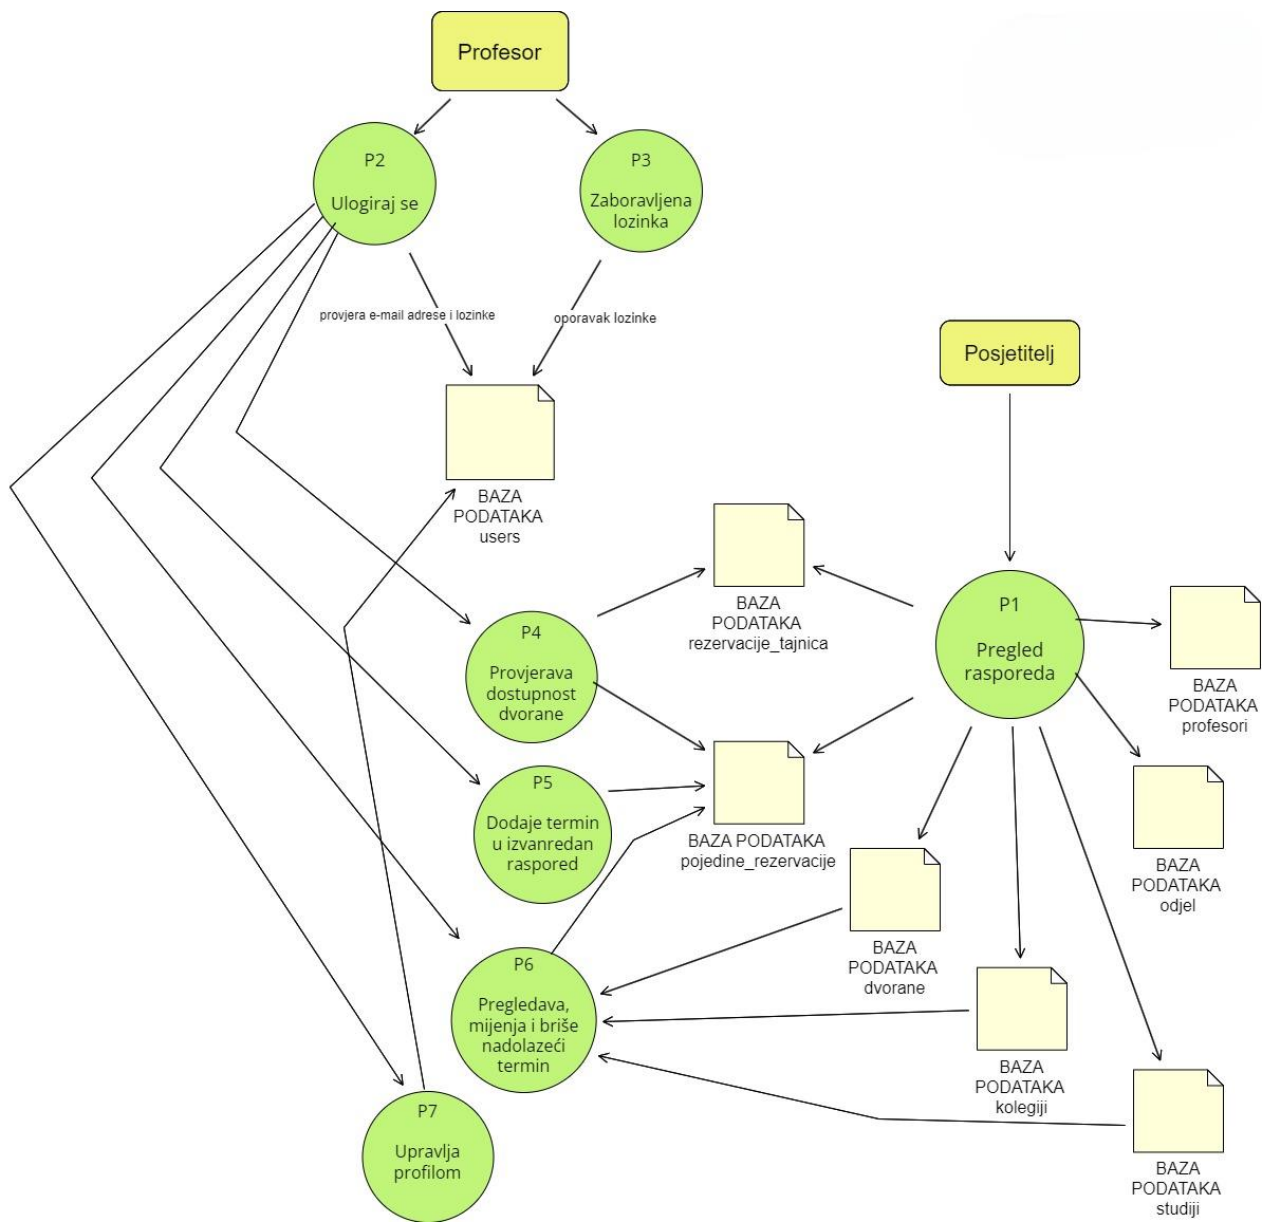 Profesor
P2
Ulogiraj se
P3
Zaboravljena
lozinka
provjera e-mail adrese i lozinke
oporavak lozinke
Posjetitelj
BAZA
PODATAKA
users
BAZA
PODATAKA
rezervacije_tajnica
P1
Pregled
rasporeda
BAZA
PODATAKA
profesori
P4
Provjerava
dostupnost
dvorane
P5
Dodaje termin
u izvanredan
raspored
BAZA PODATAKA
pojedine_rezervacije
BAZA
PODATAKA
odjel
BAZA
PODATAKA
dvorane
P6
Pregledava,
mijenja i briše
nadolazeći
termin
BAZA
PODATAKA
kolegiji
P7
Upravlja
profilom
BAZA
PODATAKA
studiji